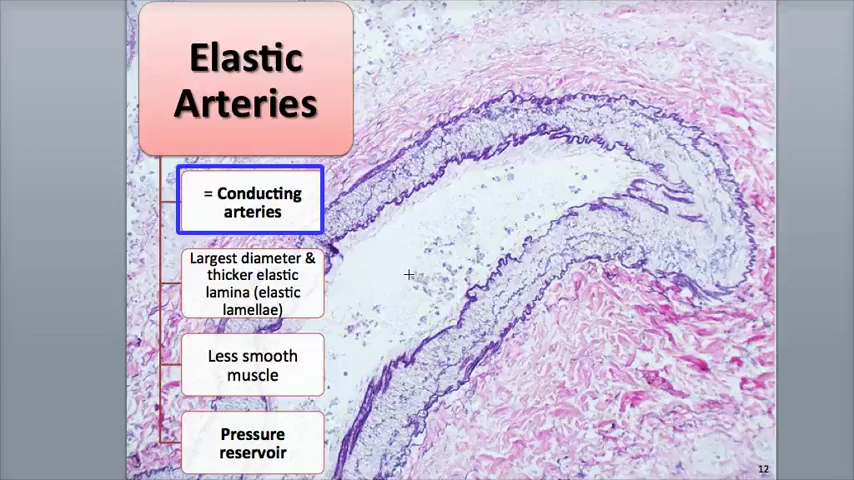 Elastic
Arteries
= Conducting
arteries
Largest diameter &
thicker elastic
lamina (elastic
lamellae)
Less smooth
muscle
Pressure
reservoir
12